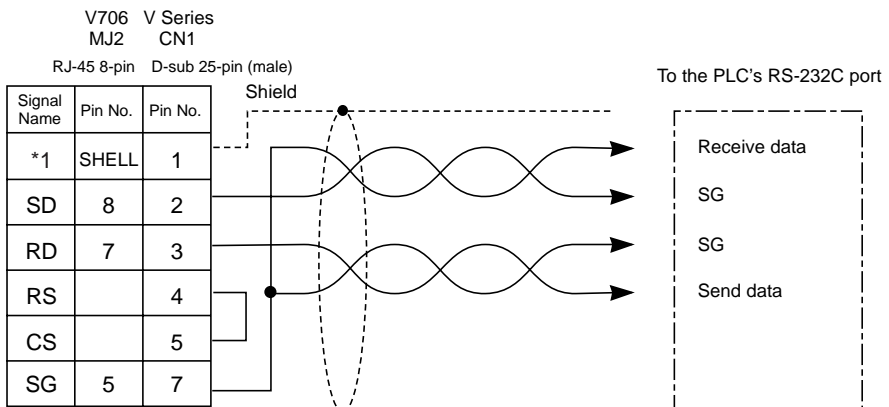 V706 V Series
MJ2 CN1
RJ-45 8-pin D-sub 25-pin (male)
To the PLC's RS-232C port
Shield
Signal Name Pin No. Pin No.
*1 SHELL 1
Receive data
SD 8 2
SG
RD 7 3
SG
RS 4
Send data
CS 5
SG 5 7